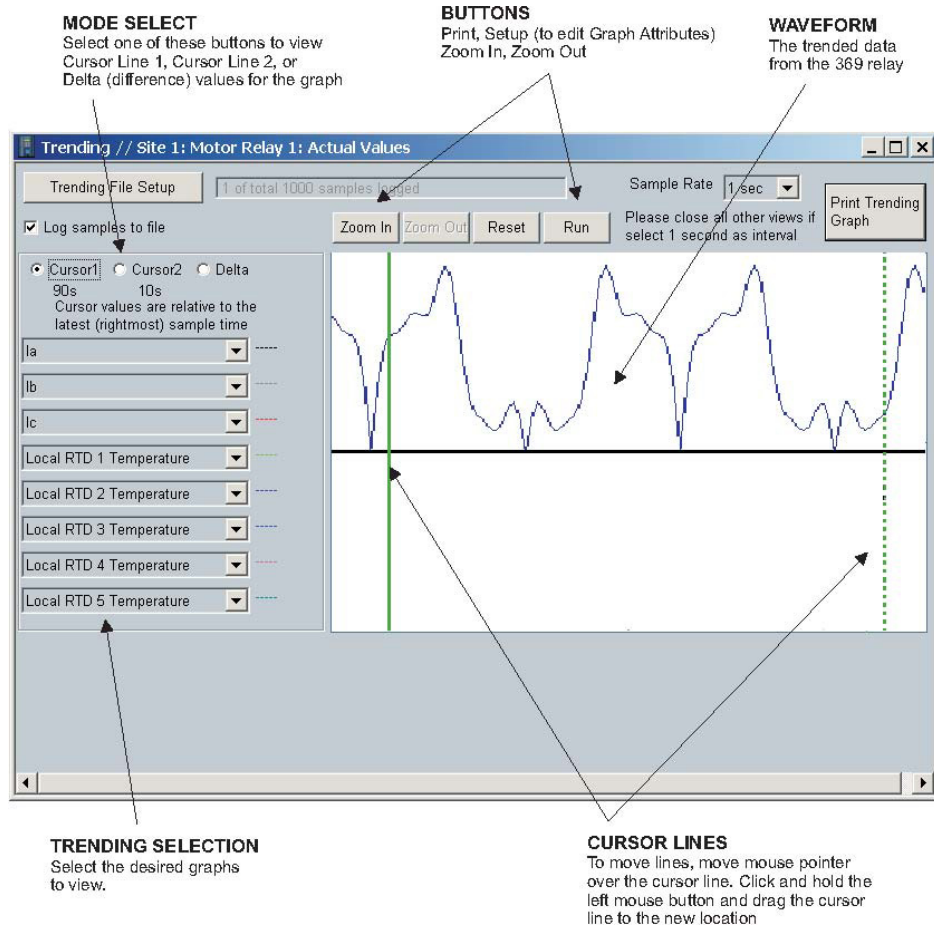 MODE SELECT
Select one of these buttons to view
Cursor Line 1, Cursor Line 2, or
Delta (difference) values for the graph
BUTTONS
Print, Setup (to edit Graph Attributes)
Zoom In, Zoom Out
WAVEFORM
The trended data
from the 369 relay
Trending // Site 1: Motor Relay 1: Actual Values
Trending File Setup
1 of total 1000 samples logged
Sample Rate
1 sec
Print Trending
Graph
Log samples to file
Zoom In
Zoom Out
Reset
Run
Please close all other views if
select 1 second as interval
Cursor1
Cursor2
Delta
90s
10s
Cursor values are relative to the
latest (rightmost) sample time
Ia
Ib
Ic
Local RTD 1 Temperature
Local RTD 2 Temperature
Local RTD 3 Temperature
Local RTD 4 Temperature
Local RTD 5 Temperature
TRENDING SELECTION
Select the desired graphs
to view.
CURSOR LINES
To move lines, move mouse pointer
over the cursor line. Click and hold the
left mouse button and drag the cursor
line to the new location